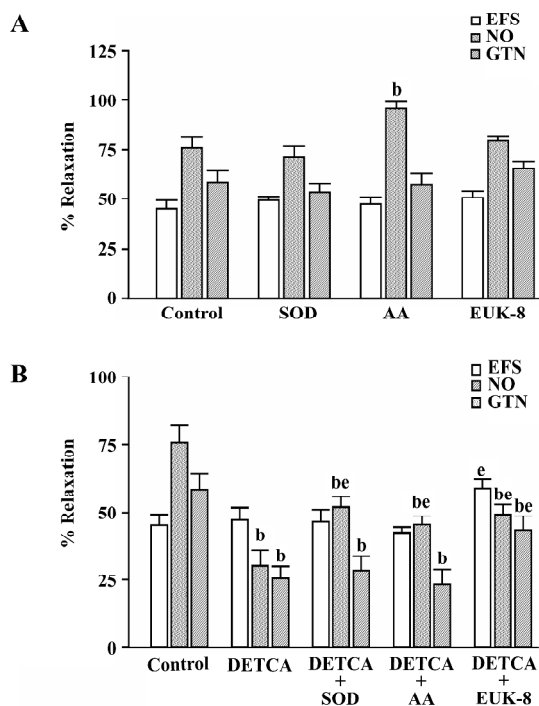 A
EFS
NO
GTN
% Relaxation
125
100
75
50
25
0
b
Control SOD AA EUK-8
B
EFS
NO
GTN
% Relaxation
100
75
50
25
0
b b be b be b e be be
Control DETCA DETCA DETCA DETCA
+ + +
SOD AA EUK-8